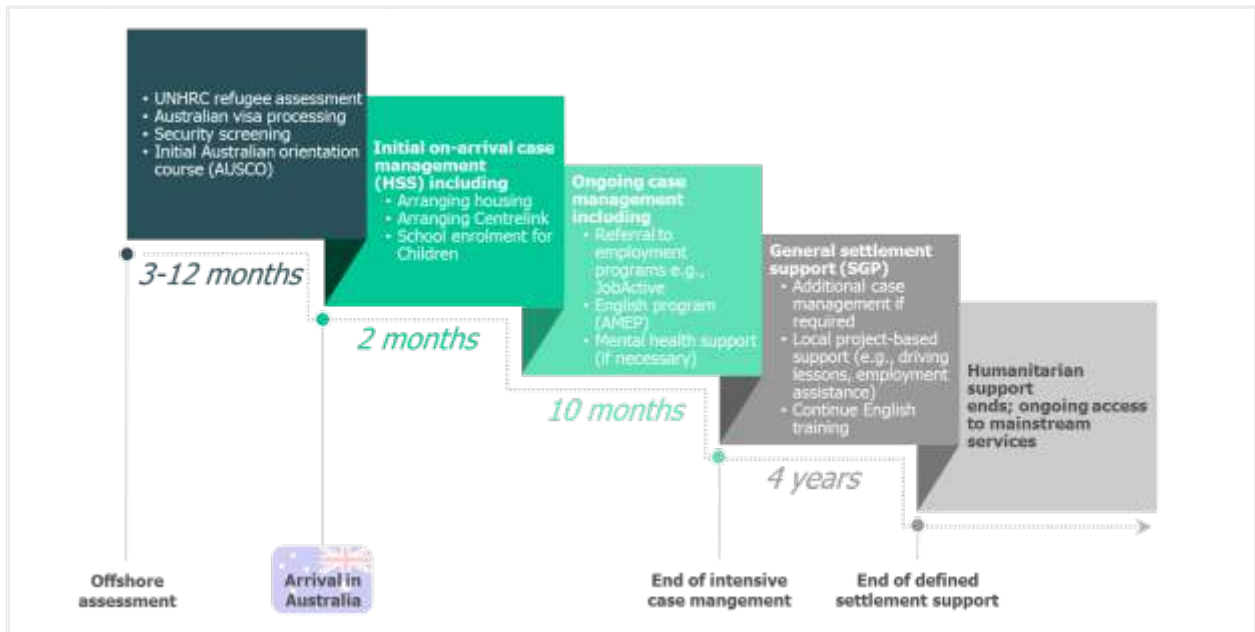 • UNHRC refugee assessment
• Australian visa processing
• Security screening
• Initial Australian orientation
course (AUSCO)
Initial on-arrival case
management
(HSS) including
• Arranging housing
• Arranging Centrelink
• School enrolment for
Children
Ongoing case
management
including
• Referral to
employment
programs e.g.,
JobActive
• English program
(AMEP)
• Mental health support
(if necessary)
General settlement
support (SGP)
• Additional case
management if
required
• Local project-based
support (e.g., driving
lessons, employment
assistance)
• Continue English
training
Humanitarian
support
ends; ongoing access
to mainstream
services
3-12 months
2 months
10 months
4 years
Offshore
assessment
Arrival in
Australia
End of intensive
case mangement
End of defined
settlement support